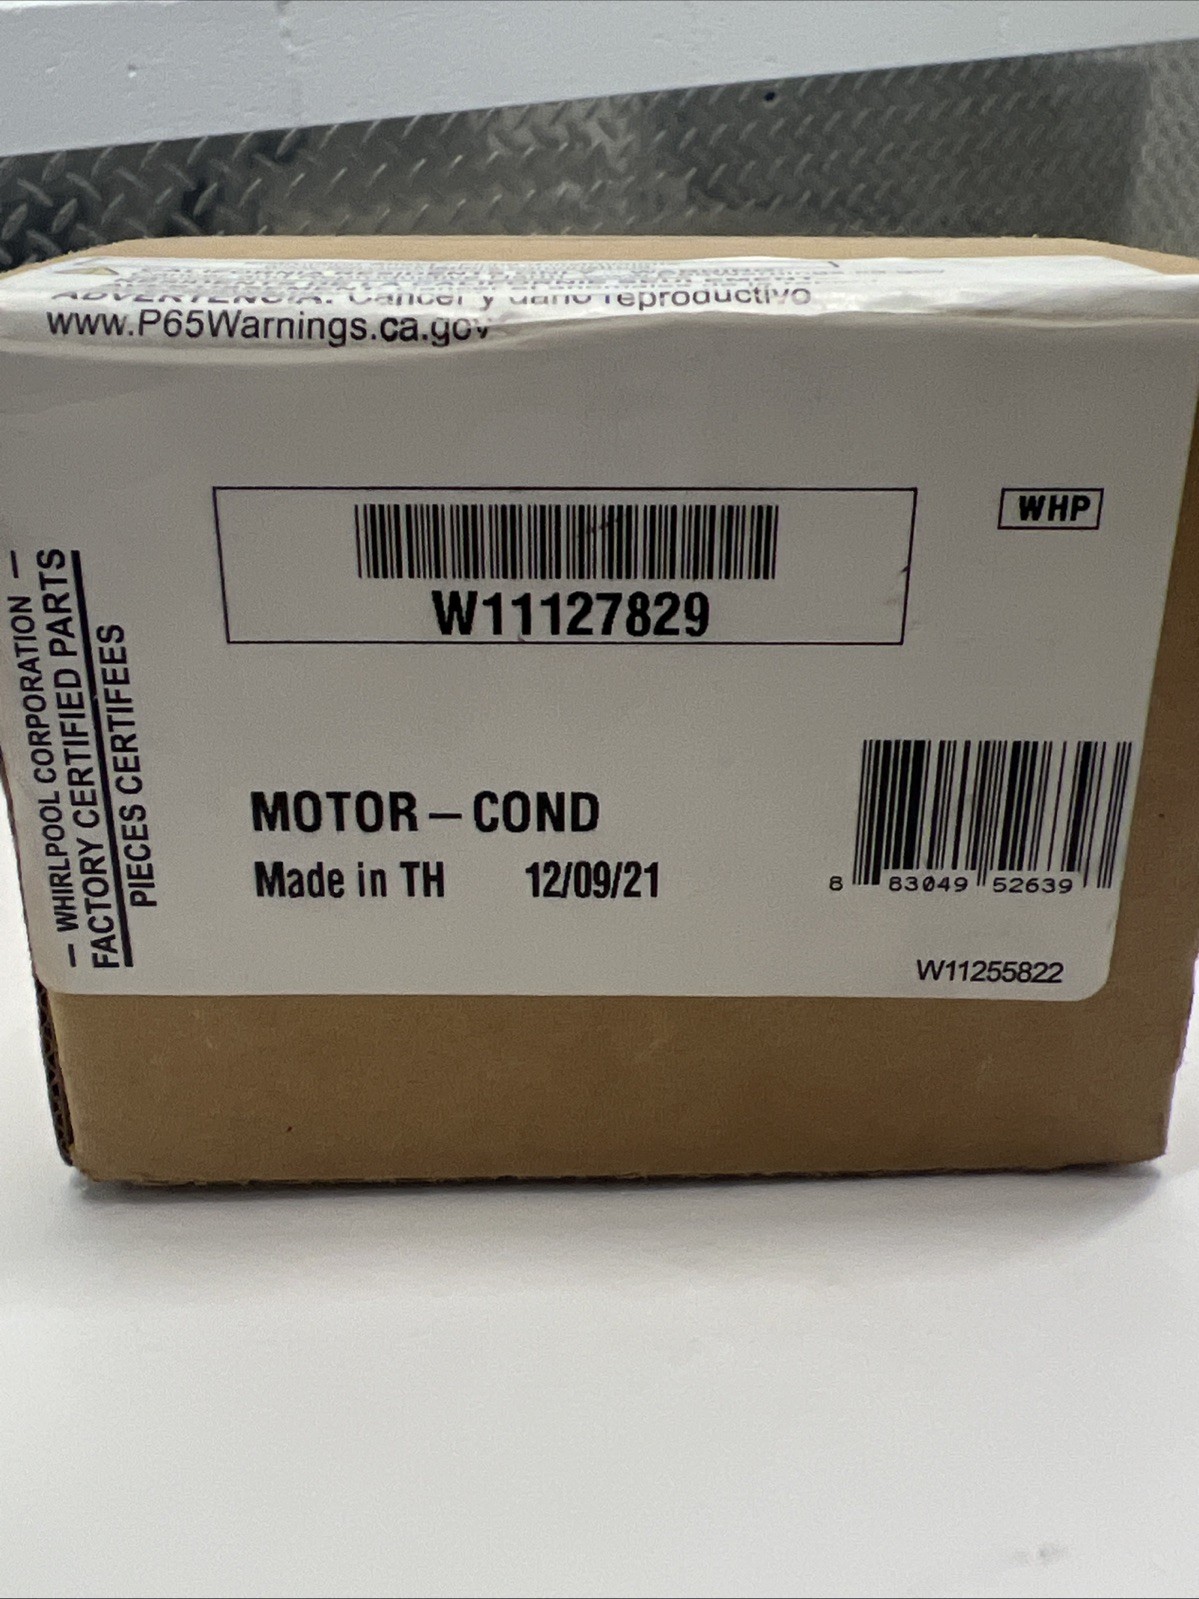 ADVERTENCIA: Cancer y daño reproductivo
www.P65Warnings.ca.gov
WHP
W11127829
— WHIRLPOOL CORPORATION —
FACTORY CERTIFIED PARTS
PIECES CERTIFEES
MOTOR – COND
Made in TH 12/09/21
8 83049 52639
W11255822